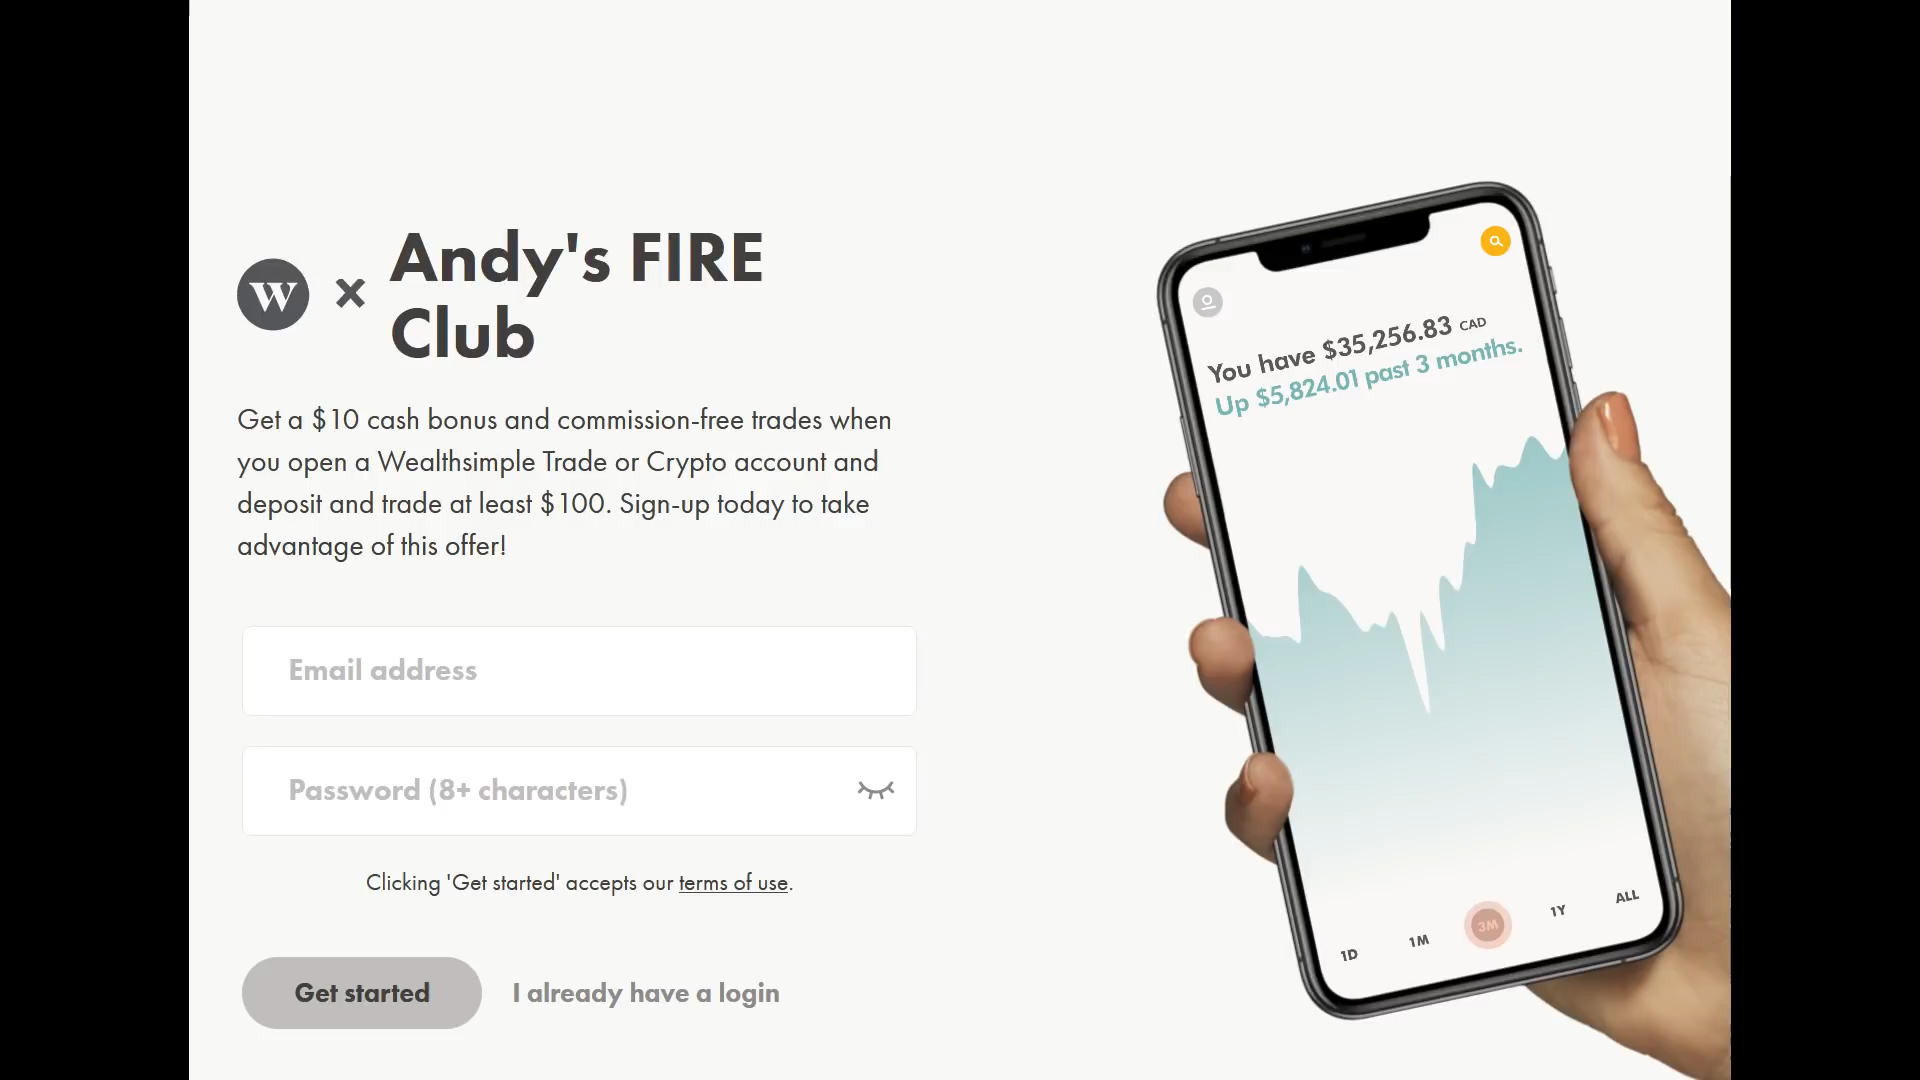 W × Andy's FIRE
Club
Get a $10 cash bonus and commission-free trades when
you open a Wealthsimple Trade or Crypto account and
deposit and trade at least $100. Sign-up today to take
advantage of this offer!
Email address
Password (8+ characters)
Clicking 'Get started' accepts our terms of use.
Get started
I already have a login
You have $35,256.83 CAD
Up $5,824.01 past 3 months.
1D 1M 3M 1Y ALL